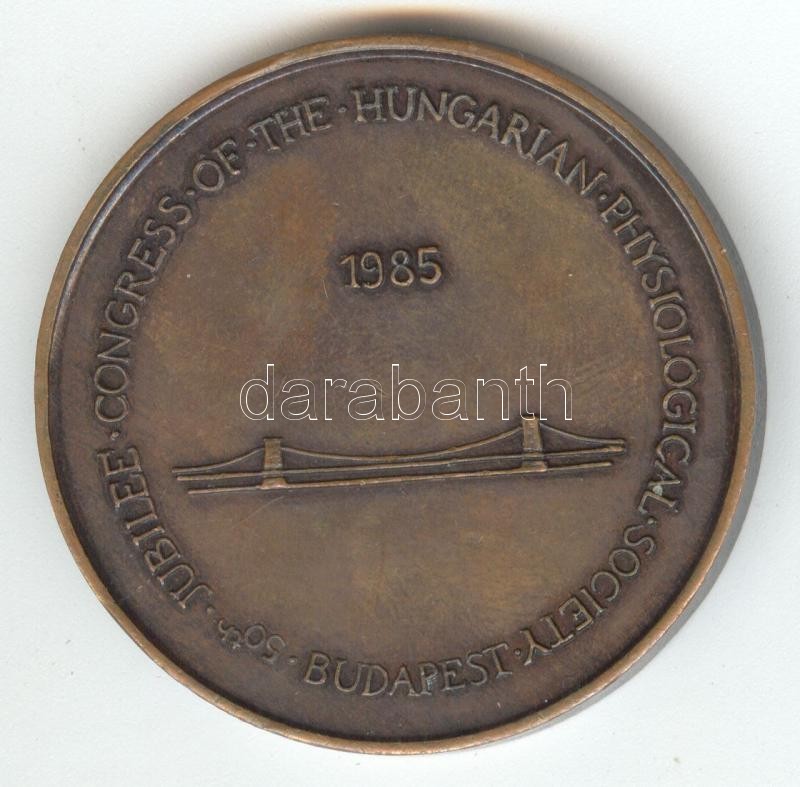 50th · JUBILEE · CONGRESS · OF · THE · HUNGARIAN · PHYSIOLOGICAL · SOCIETY · BUDAPEST ·
1985
darabanth